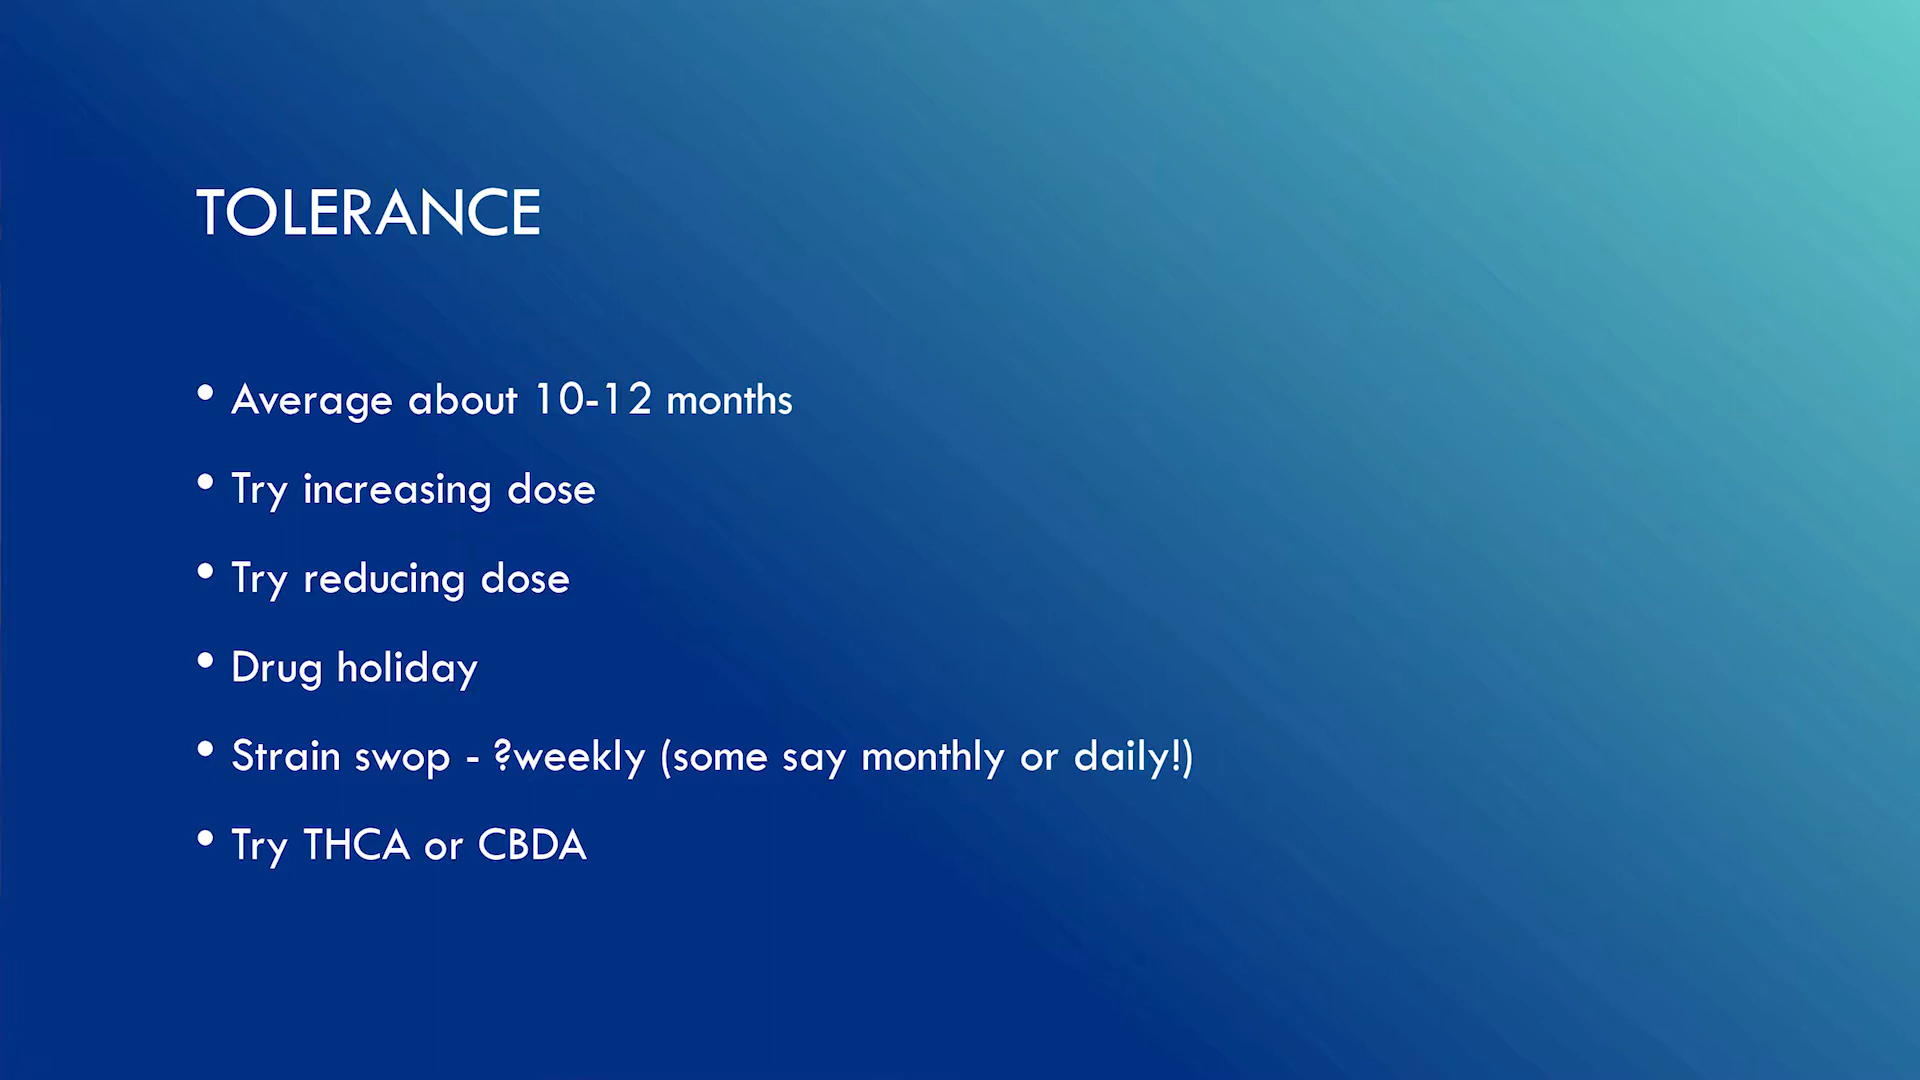 TOLERANCE
• Average about 10-12 months
• Try increasing dose
• Try reducing dose
• Drug holiday
• Strain swop - ?weekly (some say monthly or daily!)
• Try THCA or CBDA